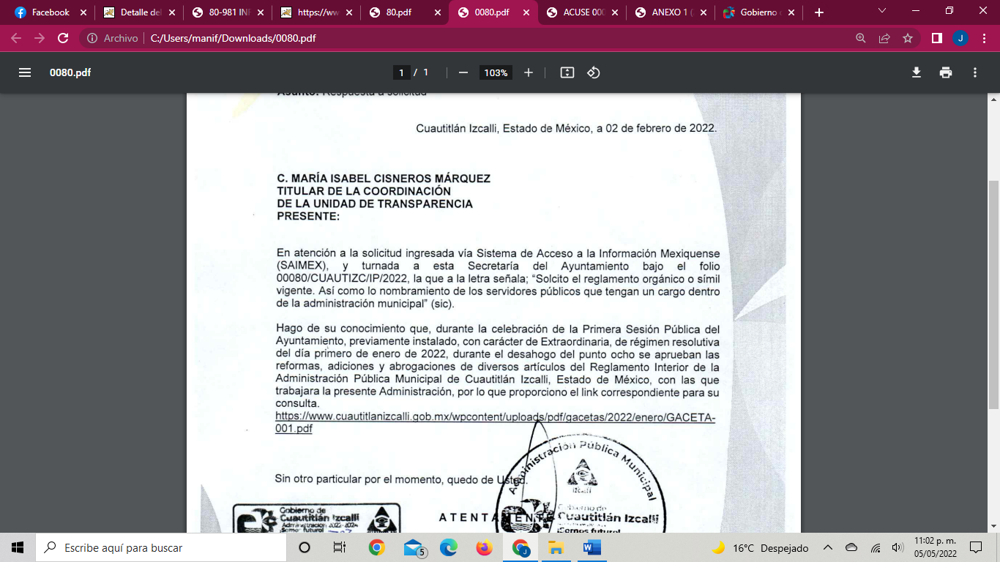 Facebook
Detalle del
80-981 INF
https://ww
80.pdf
0080.pdf
ACUSE 000
ANEXO 1 (
Gobierno
Archivo
C:/Users/manif/Downloads/0080.pdf
J
0080.pdf
1 / 1
103%
Asunto: Respuesta a solicitud
Cuautitlán Izcalli, Estado de México, a 02 de febrero de 2022.
C. MARÍA ISABEL CISNEROS MÁRQUEZ
TITULAR DE LA COORDINACIÓN
DE LA UNIDAD DE TRANSPARENCIA
PRESENTE:
En atención a la solicitud ingresada vía Sistema de Acceso a la Información Mexiquense
(SAIMEX), y turnada a esta Secretaría del Ayuntamiento bajo el folio
00080/CUAUTIZC/IP/2022, la que a la letra señala; “Solcito el reglamento orgánico o símil
vigente. Así como lo nombramiento de los servidores públicos que tengan un cargo dentro
de la administración municipal” (sic).
Hago de su conocimiento que, durante la celebración de la Primera Sesión Pública del
Ayuntamiento, previamente instalado, con carácter de Extraordinaria, de régimen resolutiva
del día primero de enero de 2022, durante el desahogo del punto ocho se aprueban las
reformas, adiciones y abrogaciones de diversos artículos del Reglamento Interior de la
Administración Pública Municipal de Cuautitlán Izcalli, Estado de México, con las que
trabajara la presente Administración, por lo que proporciono el link correspondiente para su
consulta.
https://www.cuautitlanizcalli.gob.mx/wpcontent/uploads/pdf/gacetas/2022/enero/GACETA-
001.pdf
Sin otro particular por el momento, quedo de Usted.
ATENTAMENTE
Administración Pública Municipal
IZCALLI
Gobierno de
Cuautitlán Izcalli
Somos futuro!
Gobierno de
Cuautitlán Izcalli
Administración 2022-2024
Somos futuro!
Escribe aquí para buscar
5
J
16°C Despejado
11:02 p. m.
05/05/2022